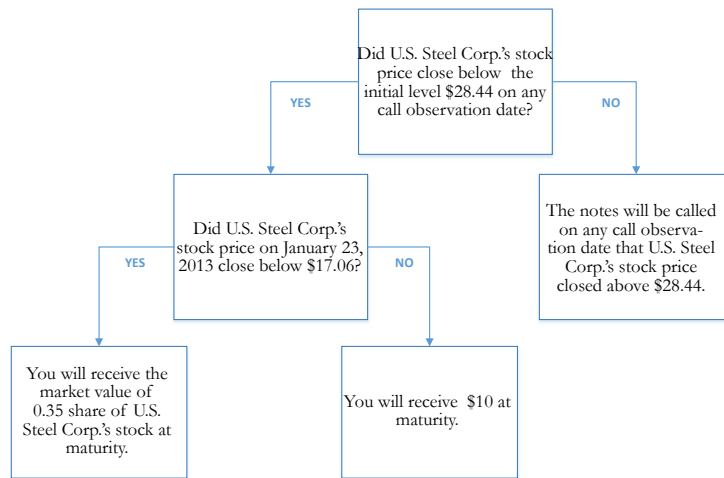 Did U.S. Steel Corp.'s stock
price close below the
initial level $28.44 on any
call observation date?
YES
NO
Did U.S. Steel Corp.'s
stock price on January 23,
2013 close below $17.06?
The notes will be called
on any call observa-
tion date that U.S. Steel
Corp.'s stock price
closed above $28.44.
YES
NO
You will receive the
market value of
0.35 share of U.S.
Steel Corp.'s stock at
maturity.
You will receive $10 at
maturity.